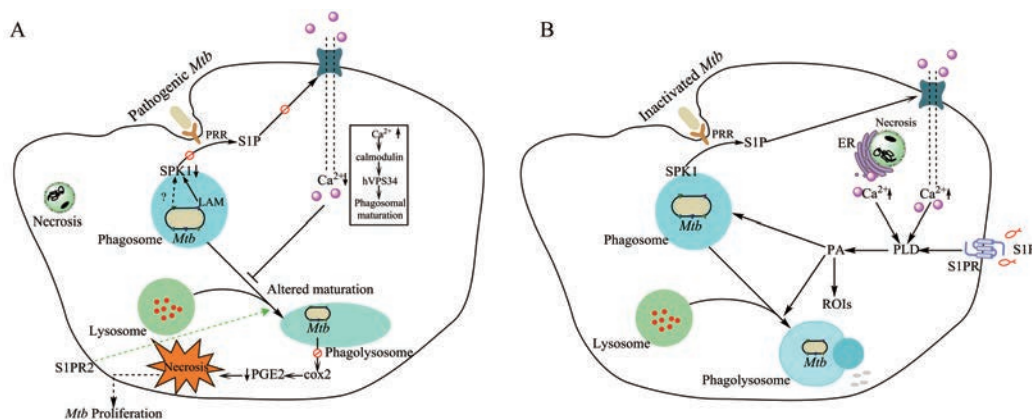 A
Pathogenic Mtb
PRR
S1P
SPK1
?
LAM
Mtb
Phagosome
Necrosis
Ca2+
Ca2+
calmodulin
hVPS34
Phagosomal
maturation
Altered maturation
Lysosome
Mtb
Phagolysosome
S1PR2
Necrosis
PGE2
cox2
Mtb Proliferation
B
Inactivated Mtb
PRR
S1P
SPK1
Mtb
Phagosome
Necrosis
ER
Ca2+
Ca2+
PA
PLD
S1PR
S1P
ROIs
Lysosome
Mtb
Phagolysosome